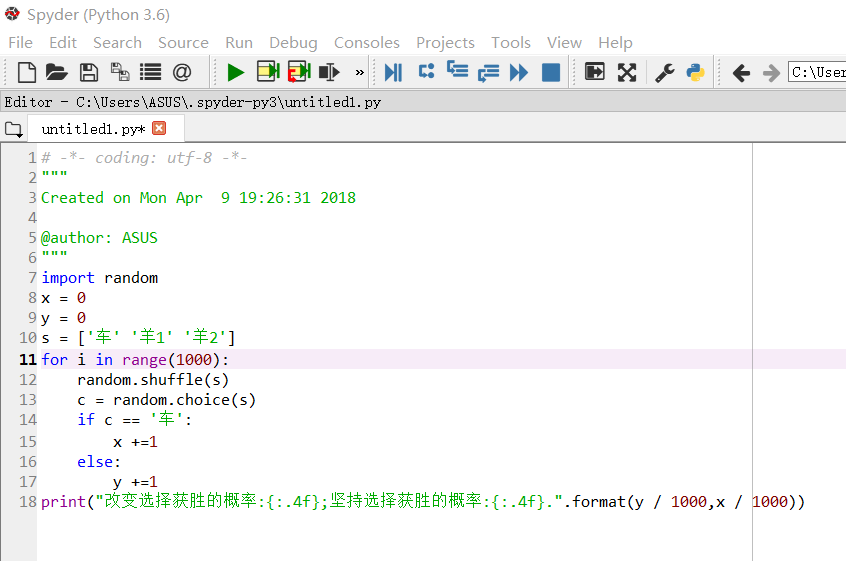 Spyder (Python 3.6)
File Edit Search Source Run Debug Consoles Projects Tools View Help
@ » C:\User
Editor - C:\Users\ASUS\.spyder-py3\untitled1.py
untitled1.py*
1 # -*- coding: utf-8 -*-
2 """
3 Created on Mon Apr  9 19:26:31 2018
4
5 @author: ASUS
6 """
7 import random
8 x = 0
9 y = 0
10 s = ['车' '羊1' '羊2']
11 for i in range(1000):
12     random.shuffle(s)
13     c = random.choice(s)
14     if c == '车':
15         x +=1
16     else:
17         y +=1
18 print("改变选择获胜的概率:{:.4f};坚持选择获胜的概率:{:.4f}.".format(y / 1000,x / 1000))